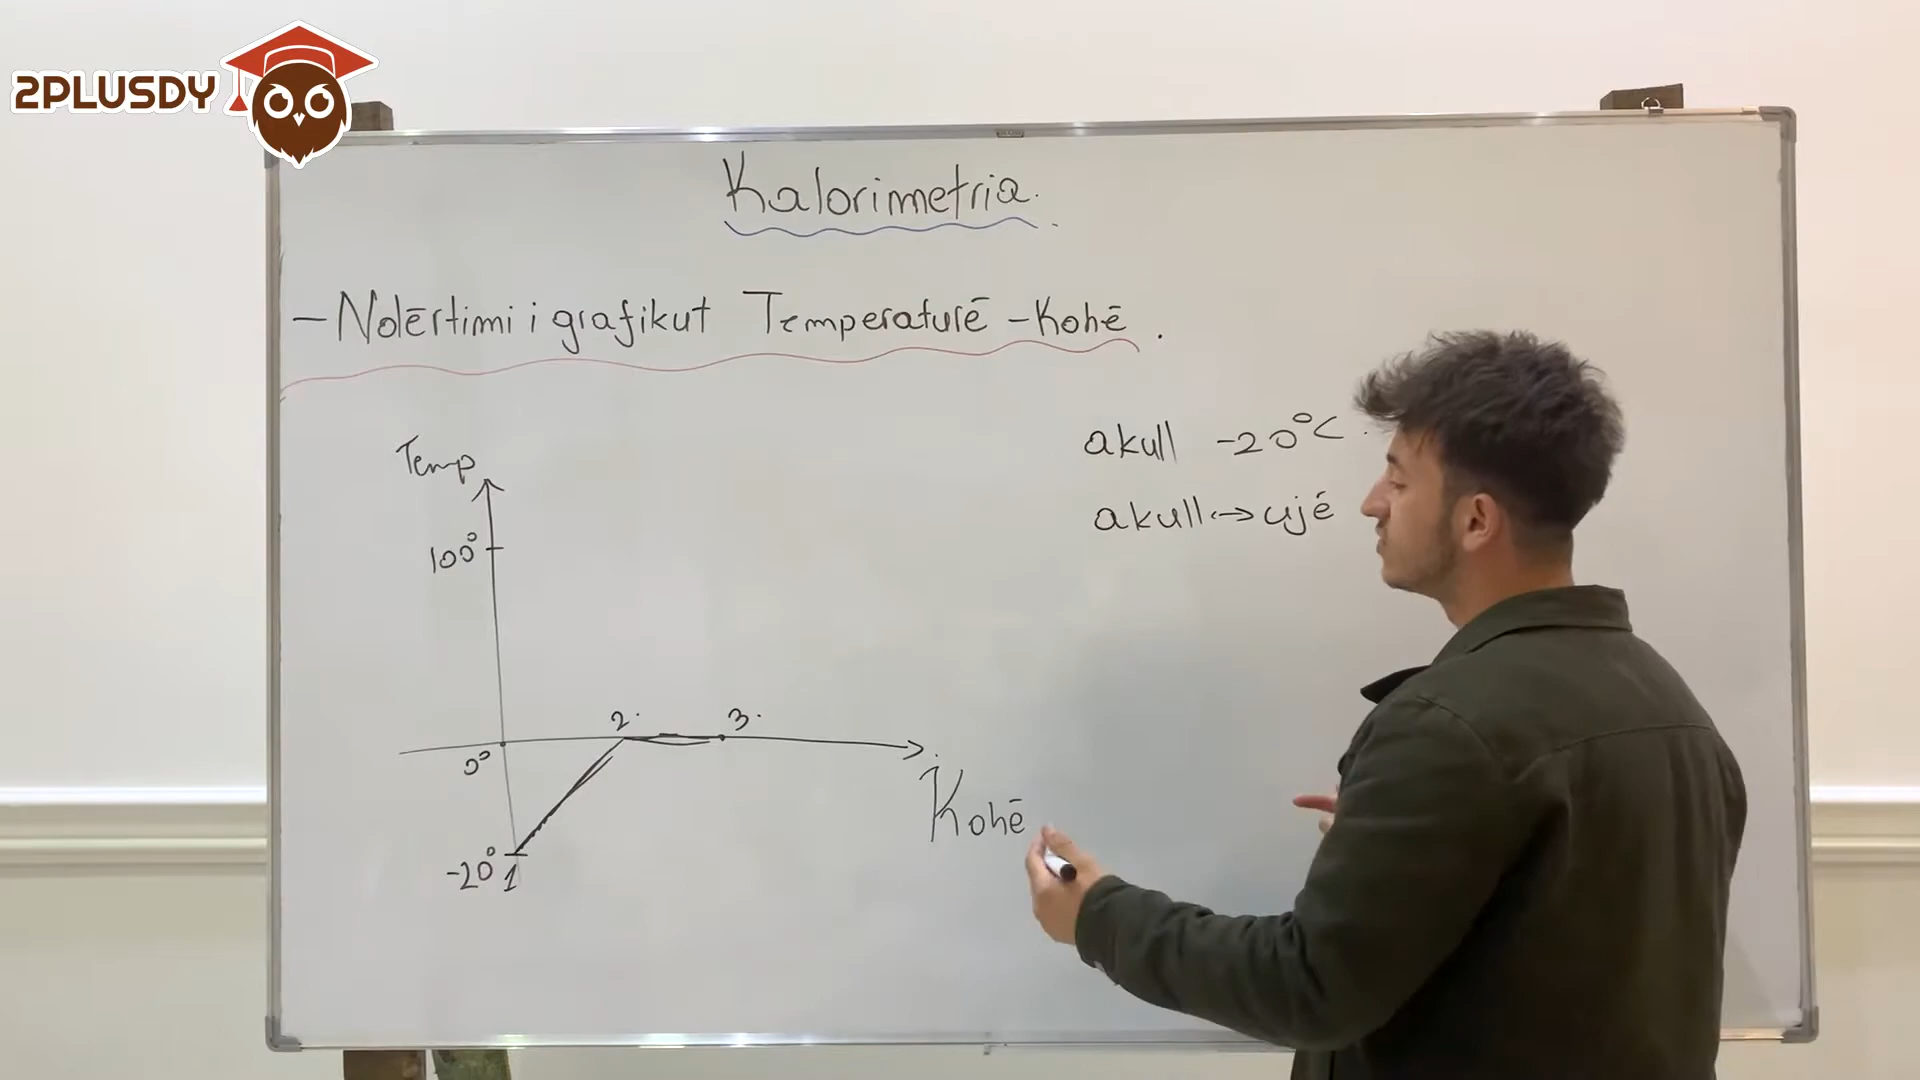 2PLUSDY
Kalorimetria.
- Ndërtimi i grafikut Temperaturë - Kohë.
akull -20°C.
akull → ujë
Temp
100°
2.
3.
0°
Kohë
-20°
1